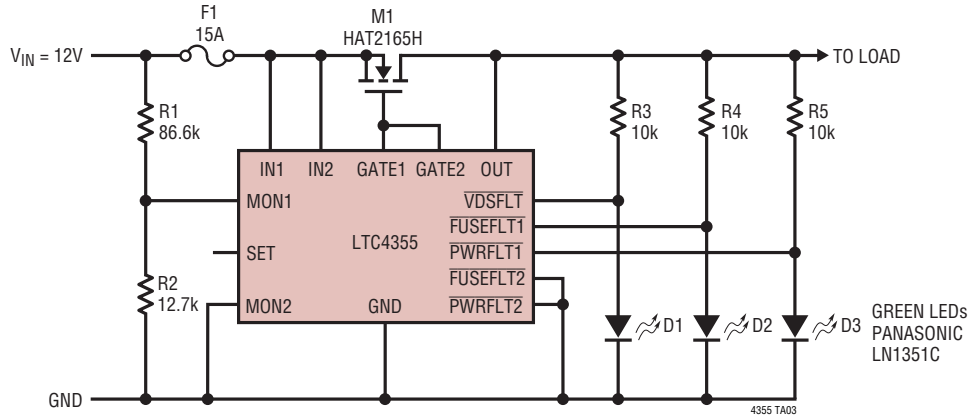 F1
15A
M1
HAT2165H
VIN = 12V
TO LOAD
R1
86.6k
R3
10k
R4
10k
R5
10k
IN1 IN2 GATE1 GATE2 OUT
MON1
VDSFLT
FUSEFLT1
LTC4355
SET
PWRFLT1
FUSEFLT2
R2
12.7k
MON2
GND
PWRFLT2
D1
D2
D3
GREEN LEDs
PANASONIC
LN1351C
GND
4355 TA03